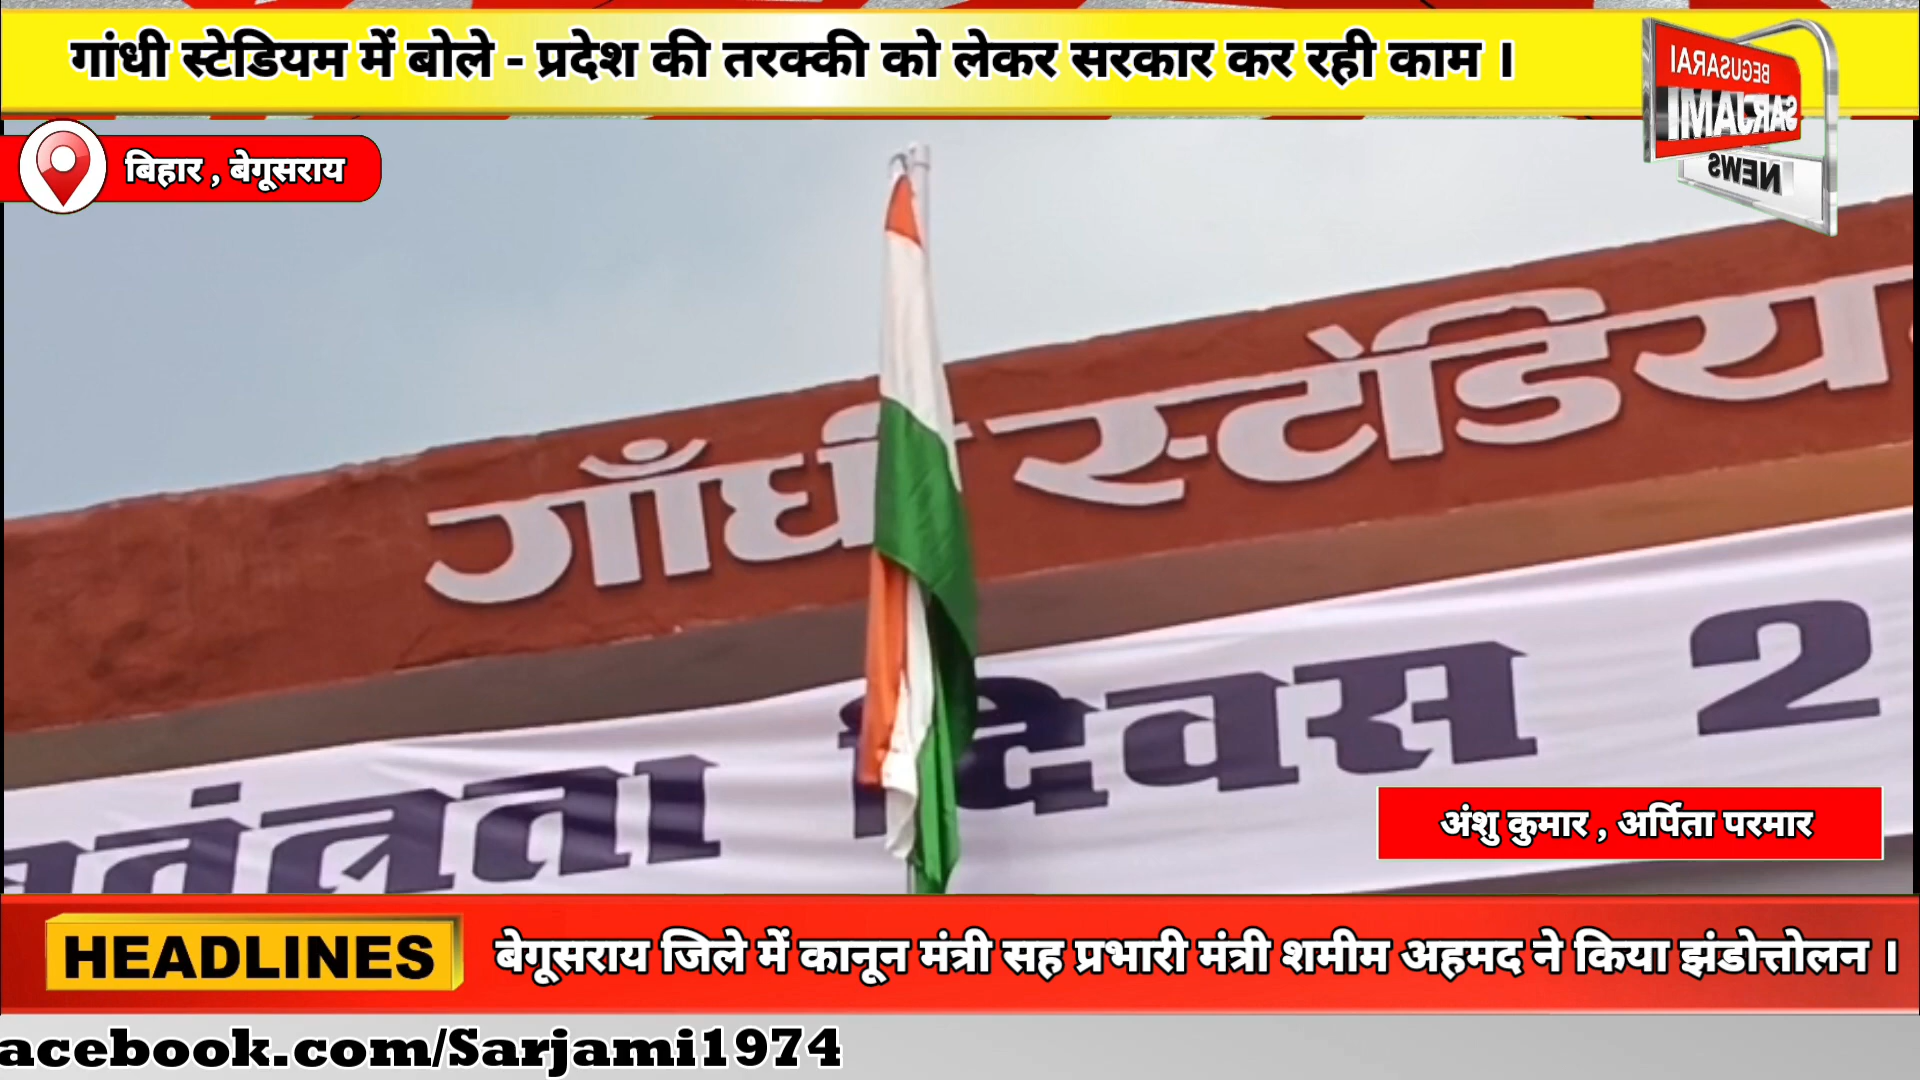 गांधी स्टेडियम में बोले - प्रदेश की तरक्की को लेकर सरकार कर रही काम ।
BEGUSARAI
SARJAMI
NEWS
बिहार , बेगूसराय
गाँधी स्टेडिय
वतंत्रता दिवस 2
अंशु कुमार , अर्पिता परमार
HEADLINES
बेगूसराय जिले में कानून मंत्री सह प्रभारी मंत्री शमीम अहमद ने किया झंडोत्तोलन ।
acebook.com/Sarjami1974